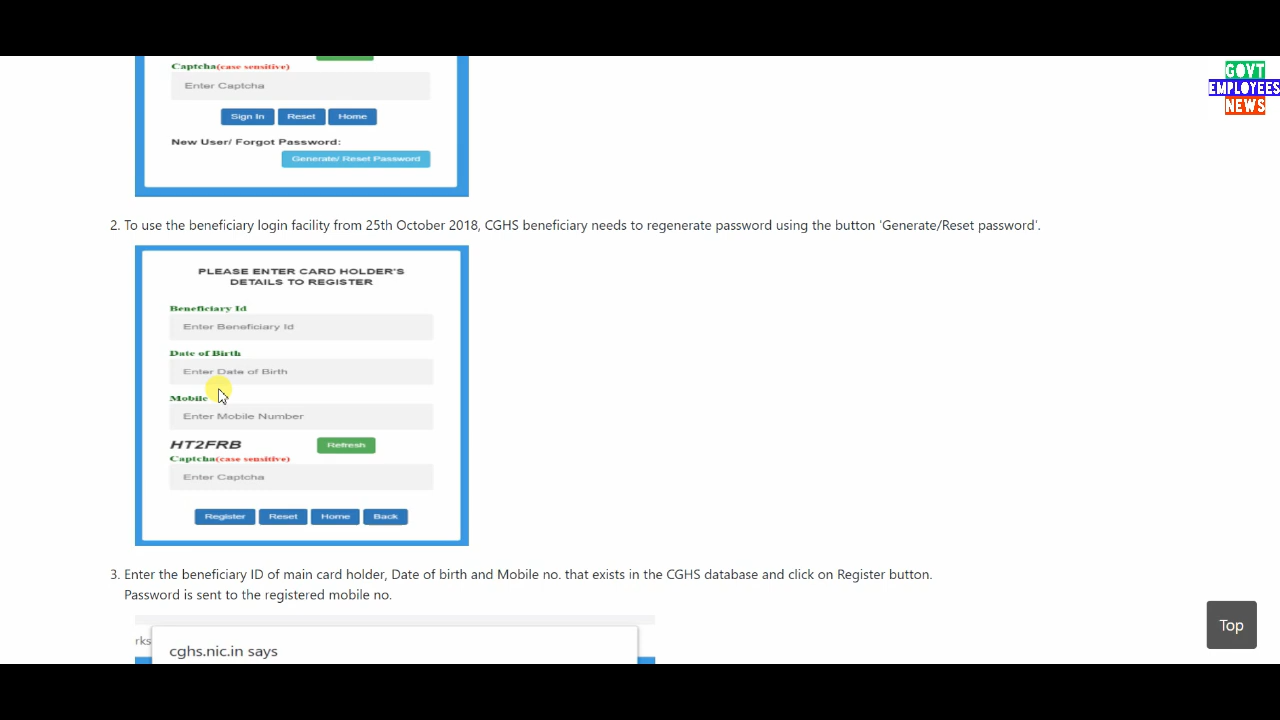 GOVT
EMPLOYEES
NEWS
Captcha(case sensitive)
Enter Captcha
Sign In Reset Home
New User/ Forgot Password:
Generate/ Reset Password
2. To use the beneficiary login facility from 25th October 2018, CGHS beneficiary needs to regenerate password using the button 'Generate/Reset password'.
PLEASE ENTER CARD HOLDER'S
DETAILS TO REGISTER
Beneficiary Id
Enter Beneficiary Id
Date of Birth
Enter Date of Birth
Mobile
Enter Mobile Number
HT2FRB Refresh
Captcha(case sensitive)
Enter Captcha
Register Reset Home Back
3. Enter the beneficiary ID of main card holder, Date of birth and Mobile no. that exists in the CGHS database and click on Register button.
Password is sent to the registered mobile no.
Top
rks
cghs.nic.in says